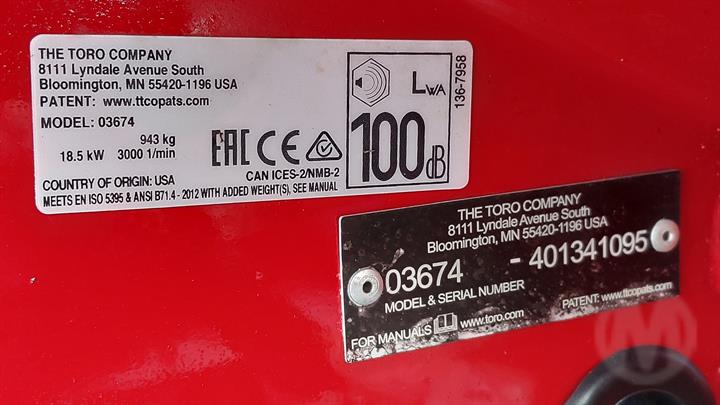 THE TORO COMPANY
8111 Lyndale Avenue South
Bloomington, MN 55420-1196 USA
PATENT: www.ttcopats.com
MODEL: 03674
943 kg
18.5 kW 3000 1/min
EAC CE
CAN ICES-2/NMB-2
COUNTRY OF ORIGIN: USA
MEETS EN ISO 5395 & ANSI B71.4 - 2012 WITH ADDED WEIGHT(S), SEE MANUAL
LWA
100 dB
136-7958
THE TORO COMPANY
8111 Lyndale Avenue South
Bloomington, MN 55420-1196 USA
03674 - 401341095
MODEL & SERIAL NUMBER
FOR MANUALS www.toro.com
PATENT: www.ttcopats.com
M